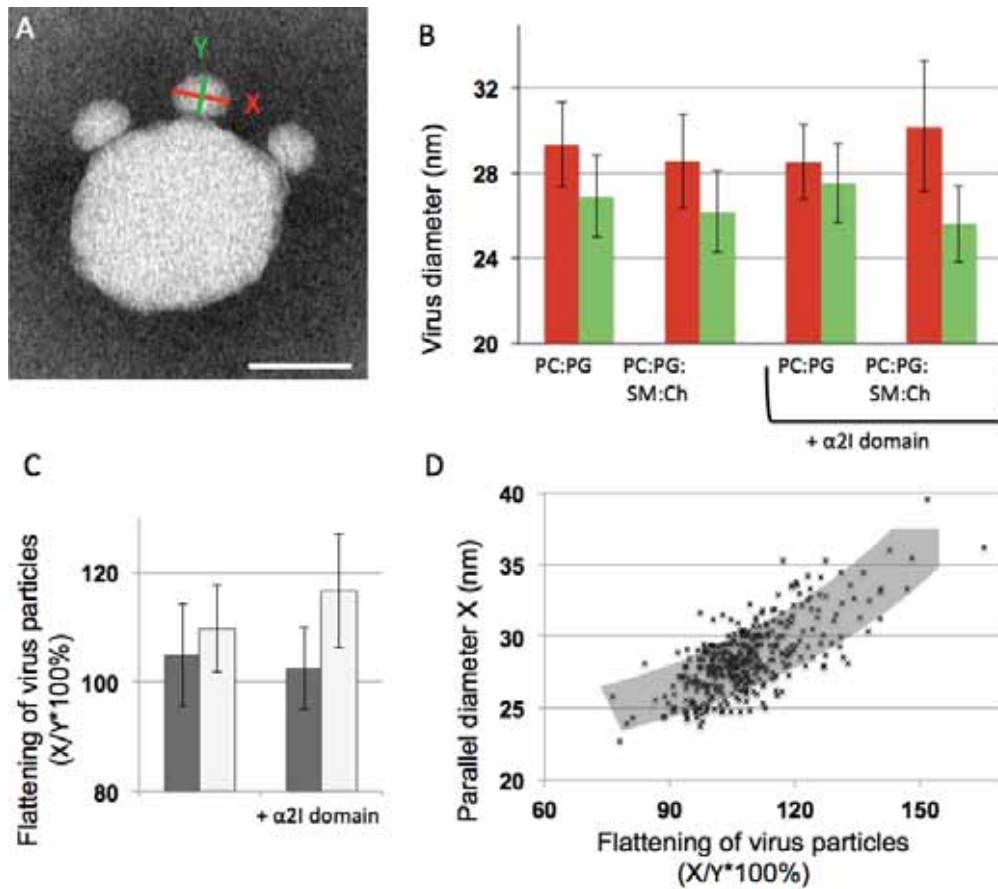 A
Y
X
B
Virus diameter (nm)
32
28
24
20
PC:PG
PC:PG:
SM:Ch
PC:PG
PC:PG:
SM:Ch
+ α2I domain
C
Flattening of virus particles
(X/Y*100%)
120
100
80
+ α2I domain
D
Parallel diameter X (nm)
40
35
30
25
20
60
90
120
150
Flattening of virus particles
(X/Y*100%)